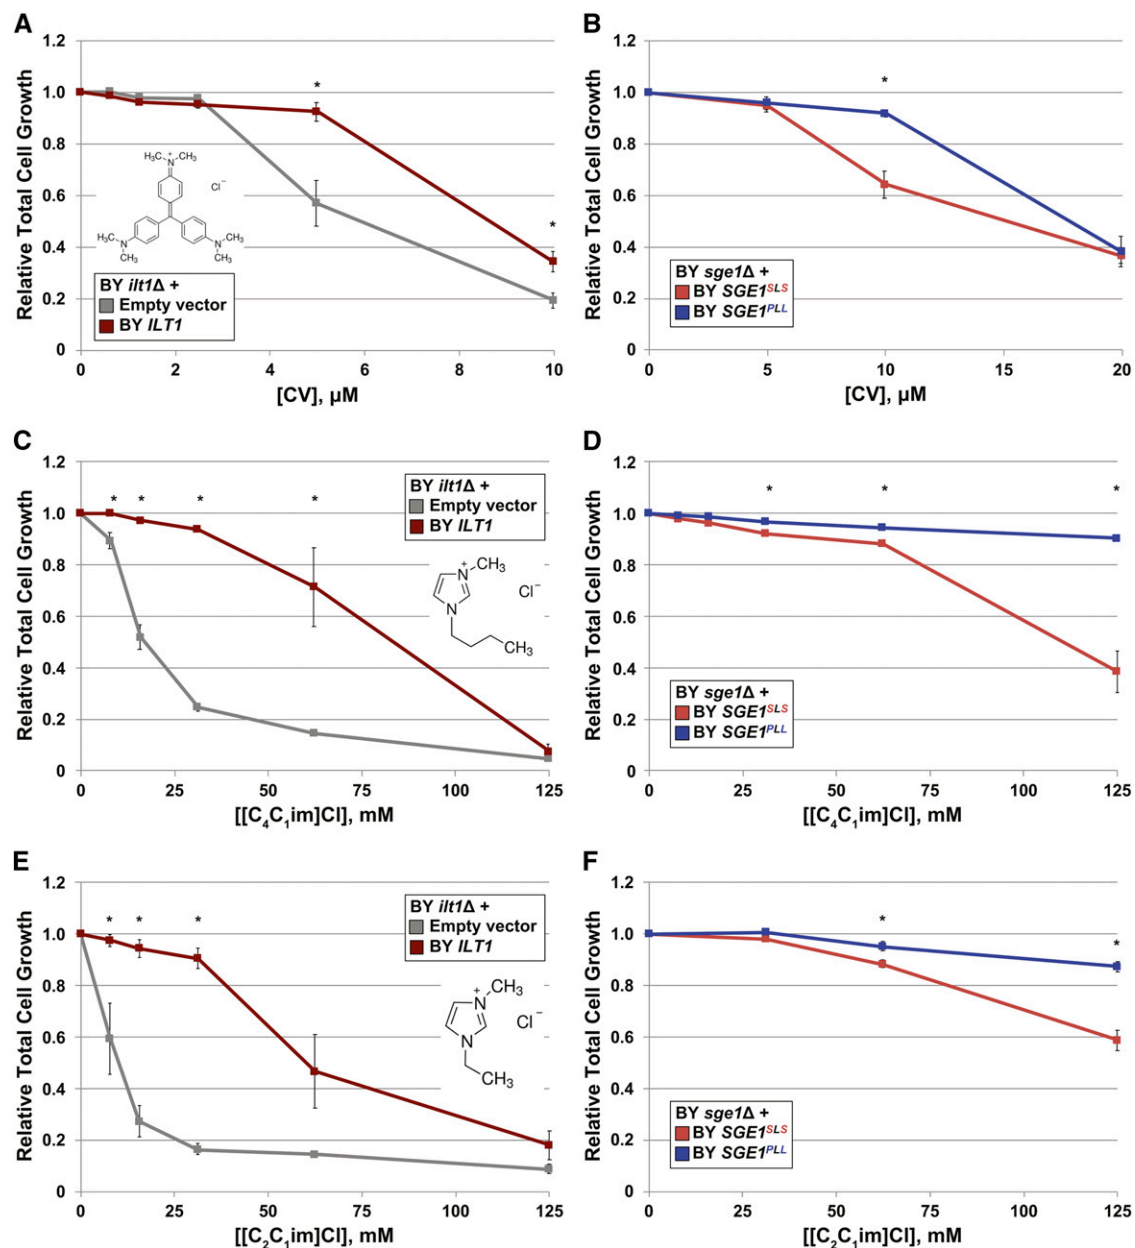 A
Relative Total Cell Growth
1.2
1.0
0.8
0.6
0.4
0.2
0
*
*
H₃C N⁺ CH₃
Cl⁻
H₃C N CH₃
N CH₃
CH₃
BY ilt1Δ +
Empty vector
BY ILT1
0 2 4 6 8 10
[CV], μM
B
Relative Total Cell Growth
1.2
1.0
0.8
0.6
0.4
0.2
0
*
BY sge1Δ +
BY SGE1ˢᴸˢ
BY SGE1ᴾᴸᴸ
0 5 10 15 20
[CV], μM
C
Relative Total Cell Growth
1.2
1.0
0.8
0.6
0.4
0.2
0
* * * *
BY ilt1Δ +
Empty vector
BY ILT1
N⁺ CH₃
Cl⁻
N
CH₃
0 25 50 75 100 125
[[C₄C₁im]Cl], mM
D
Relative Total Cell Growth
1.2
1.0
0.8
0.6
0.4
0.2
0
* * *
BY sge1Δ +
BY SGE1ˢᴸˢ
BY SGE1ᴾᴸᴸ
0 25 50 75 100 125
[[C₄C₁im]Cl], mM
E
Relative Total Cell Growth
1.2
1.0
0.8
0.6
0.4
0.2
0
* * *
BY ilt1Δ +
Empty vector
BY ILT1
N⁺ CH₃
Cl⁻
N
CH₃
0 25 50 75 100 125
[[C₂C₁im]Cl], mM
F
Relative Total Cell Growth
1.2
1.0
0.8
0.6
0.4
0.2
0
* *
BY sge1Δ +
BY SGE1ˢᴸˢ
BY SGE1ᴾᴸᴸ
0 25 50 75 100 125
[[C₂C₁im]Cl], mM